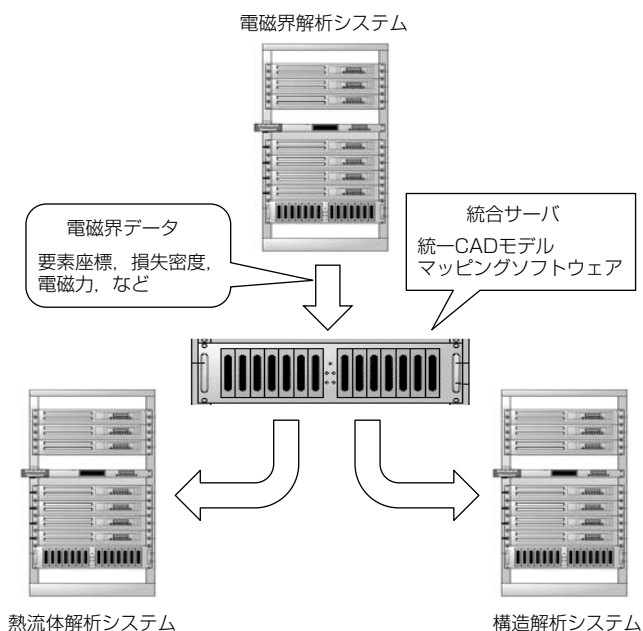 電磁界解析システム
電磁界データ
要素座標，損失密度，
電磁力，など
統合サーバ
統一CADモデル
マッピングソフトウェア
熱流体解析システム
構造解析システム